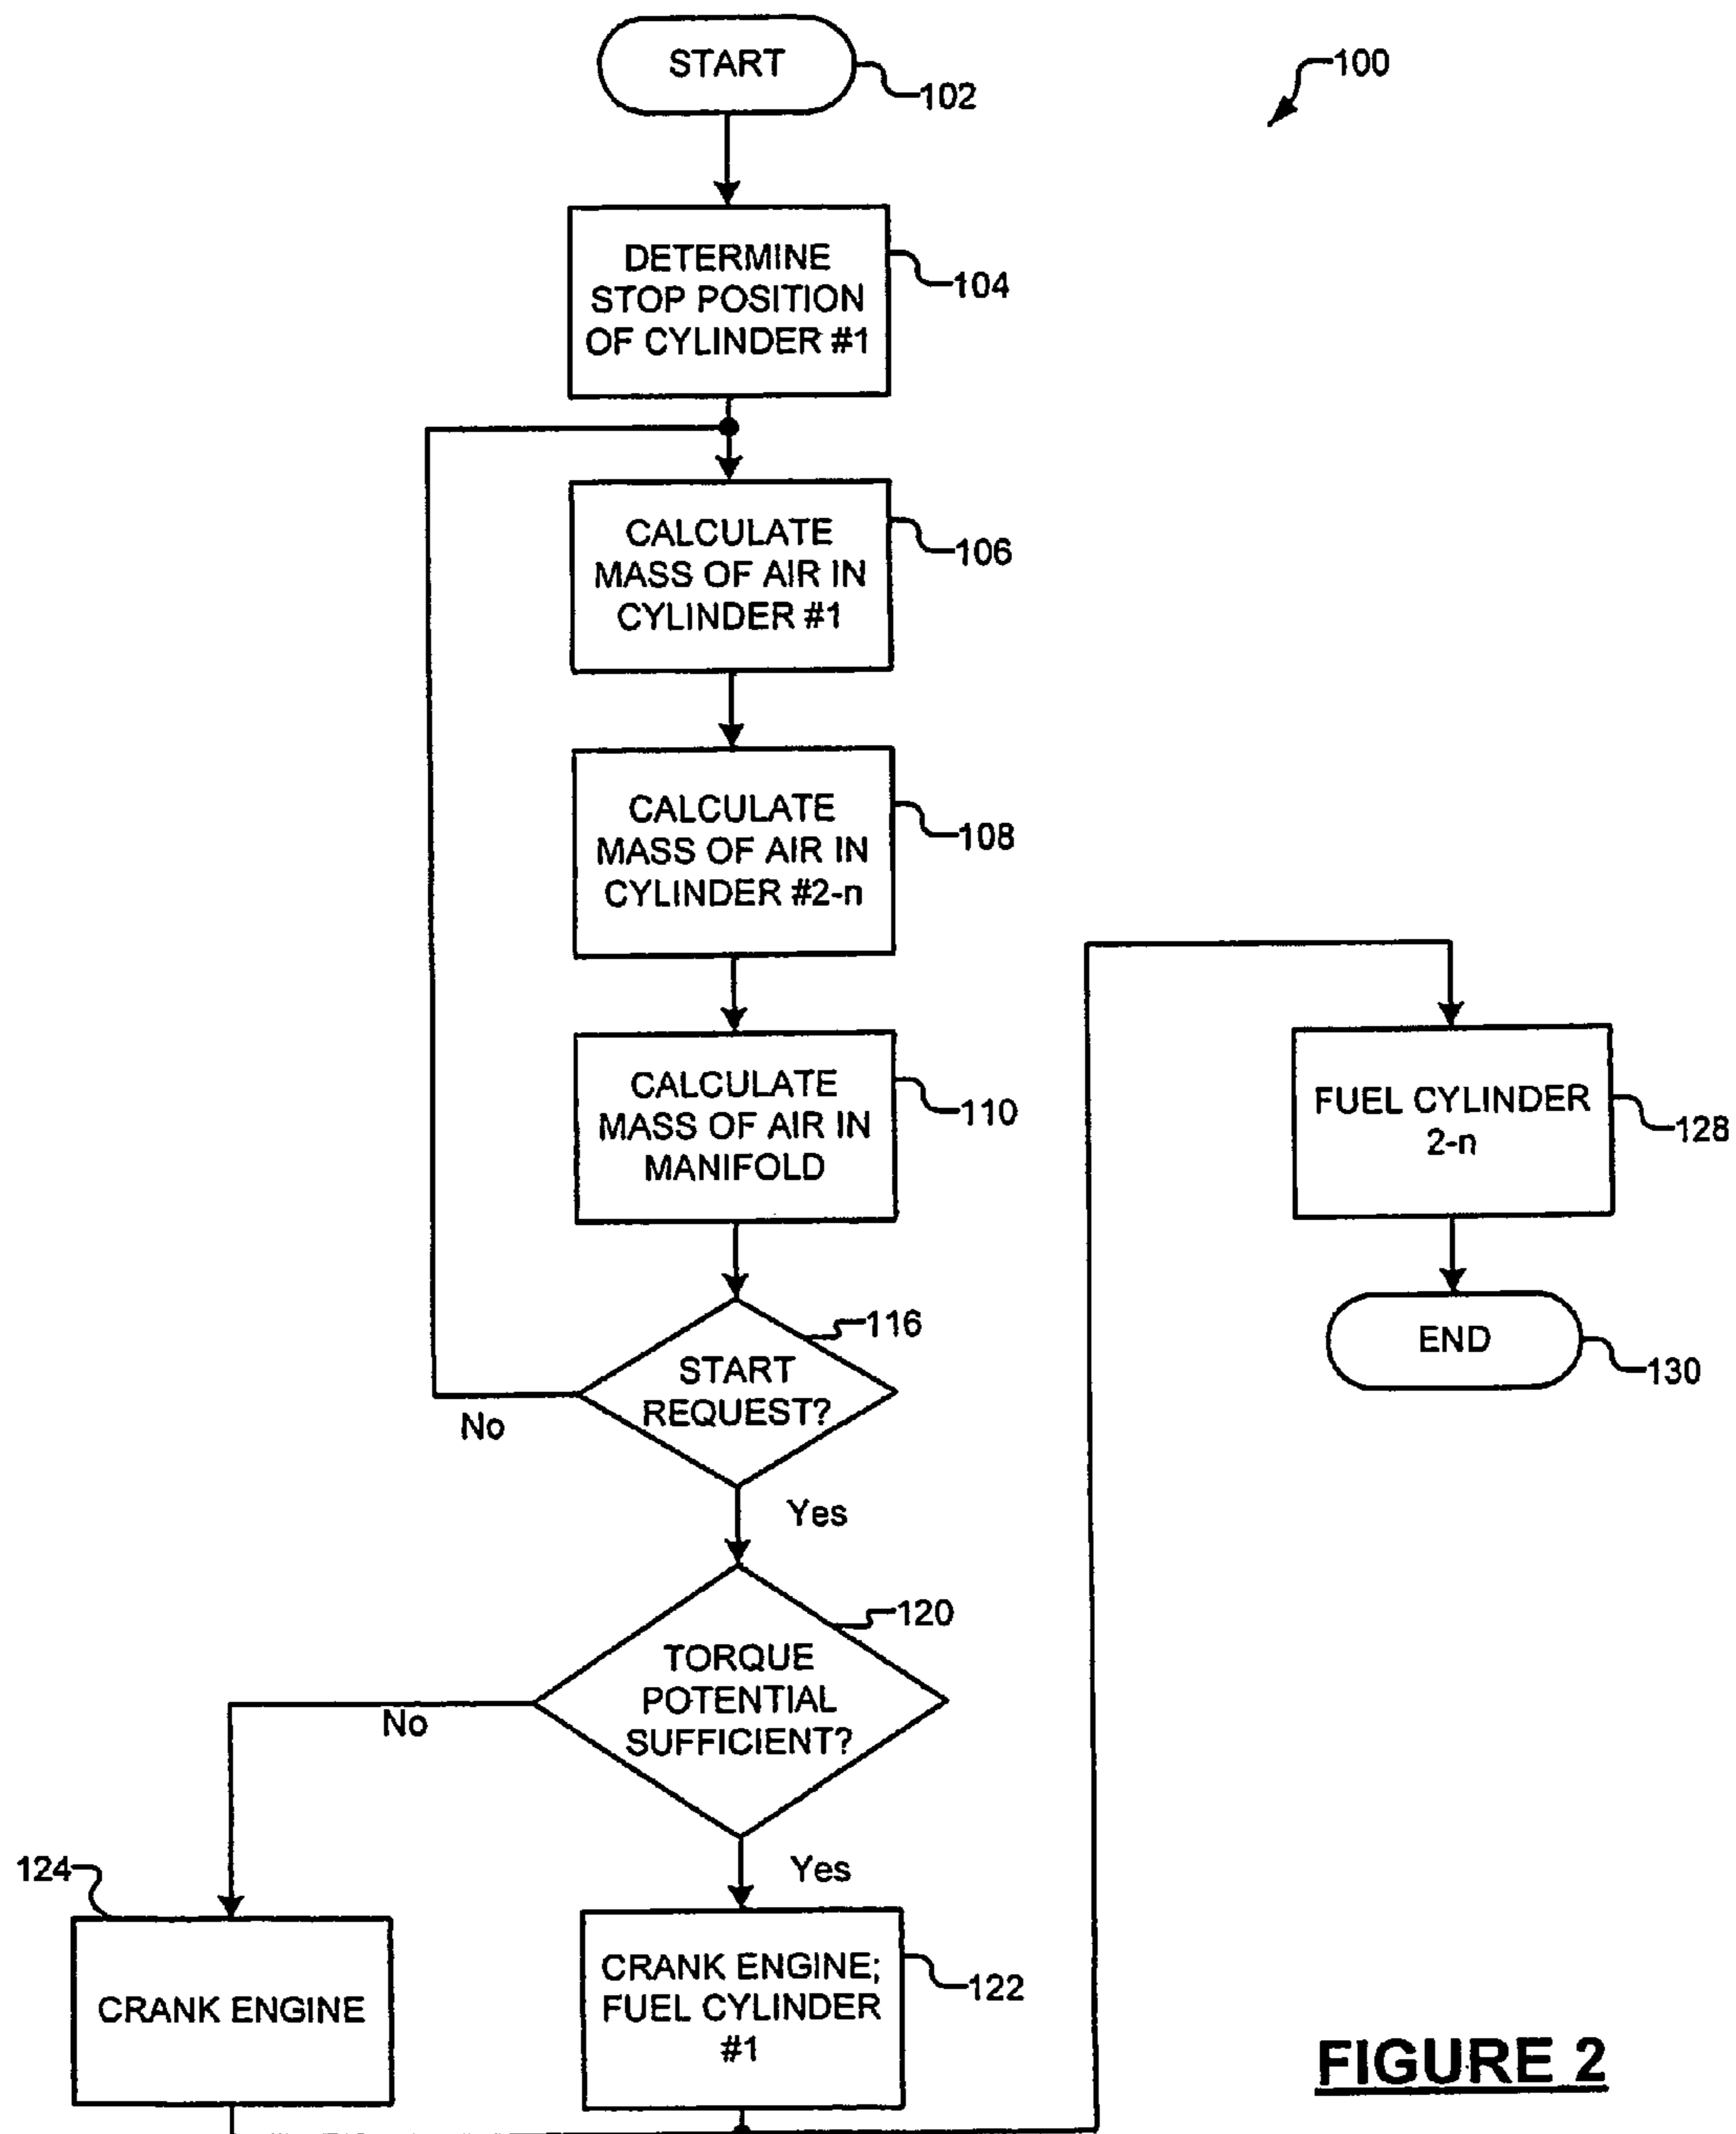 START
102
100
DETERMINE
STOP POSITION
OF CYLINDER #1
104
CALCULATE
MASS OF AIR IN
CYLINDER #1
106
CALCULATE
MASS OF AIR IN
CYLINDER #2-n
108
CALCULATE
MASS OF AIR IN
MANIFOLD
110
START
REQUEST?
116
No
Yes
TORQUE
POTENTIAL
SUFFICIENT?
120
No
Yes
124
CRANK ENGINE
CRANK ENGINE;
FUEL CYLINDER
#1
122
FUEL CYLINDER
2-n
128
END
130
FIGURE 2